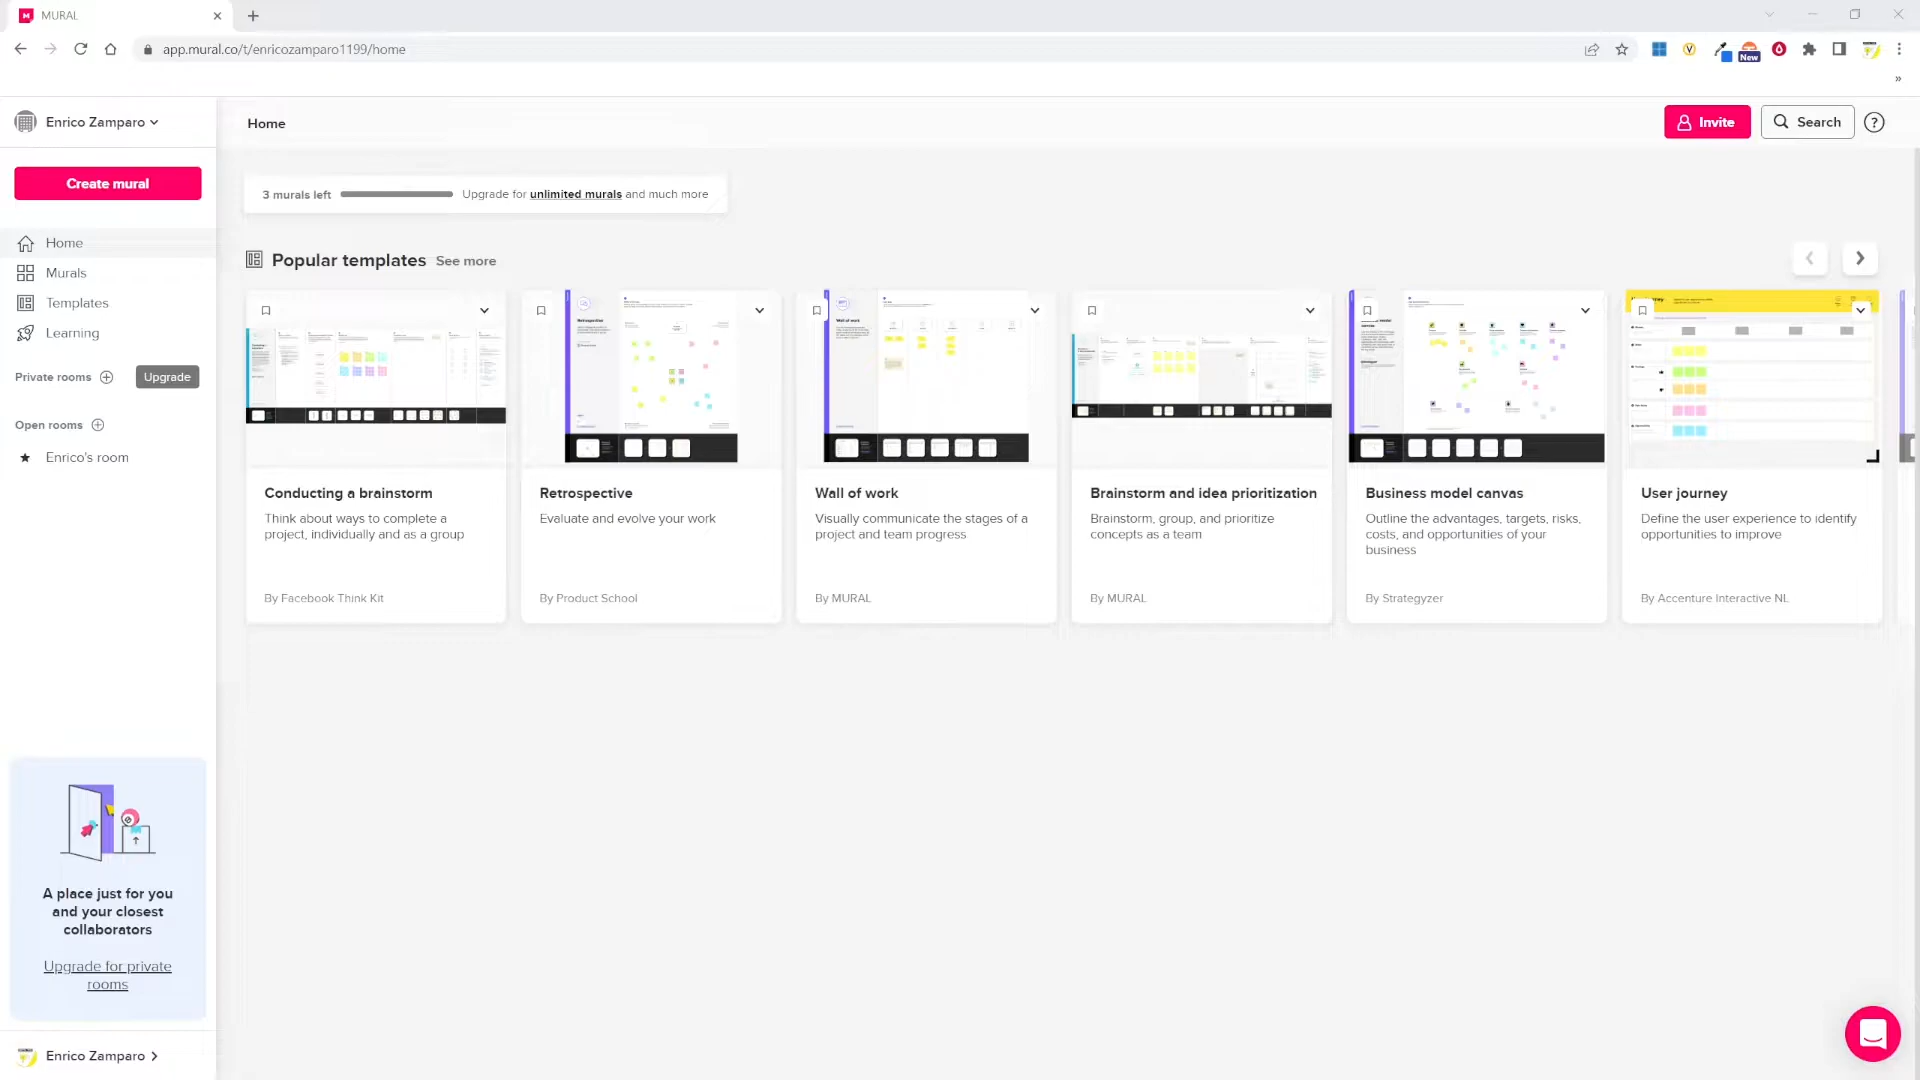 MURAL
app.mural.co/t/enricozamparo1199/home
New
»
Enrico Zamparo
Home
Invite
Search
Create mural
3 murals left
Upgrade for unlimited murals and much more
Home
Murals
Templates
Learning
Private rooms
Upgrade
Open rooms
Enrico's room
Popular templates
See more
Retrospective
Wall of work
Conducting a brainstorm
Think about ways to complete a
project, individually and as a group
By Facebook Think Kit
Retrospective
Evaluate and evolve your work
By Product School
Wall of work
Visually communicate the stages of a
project and team progress
By MURAL
Brainstorm and idea prioritization
Brainstorm, group, and prioritize
concepts as a team
By MURAL
Business model canvas
Outline the advantages, targets, risks,
costs, and opportunities of your
business
By Strategyzer
User journey
Define the user experience to identify
opportunities to improve
By Accenture Interactive NL
A place just for you
and your closest
collaborators
Upgrade for private
rooms
Enrico Zamparo